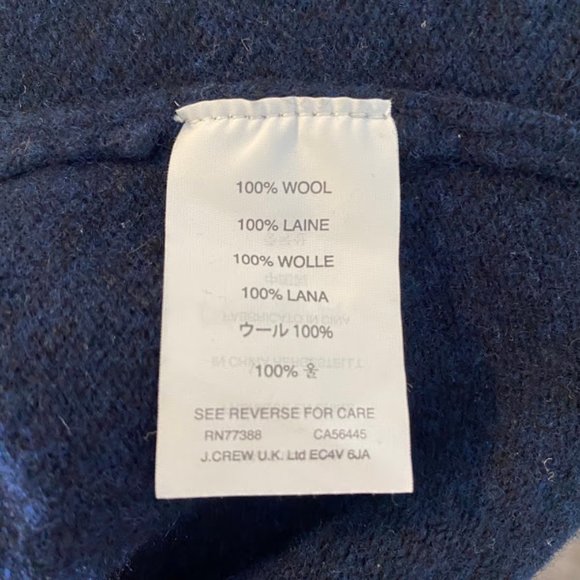 100% WOOL
100% LAINE
100% WOLLE
100% LANA
ウール 100%
100% 울
SEE REVERSE FOR CARE
RN77388 CA56445
J.CREW U.K. Ltd EC4V 6JA